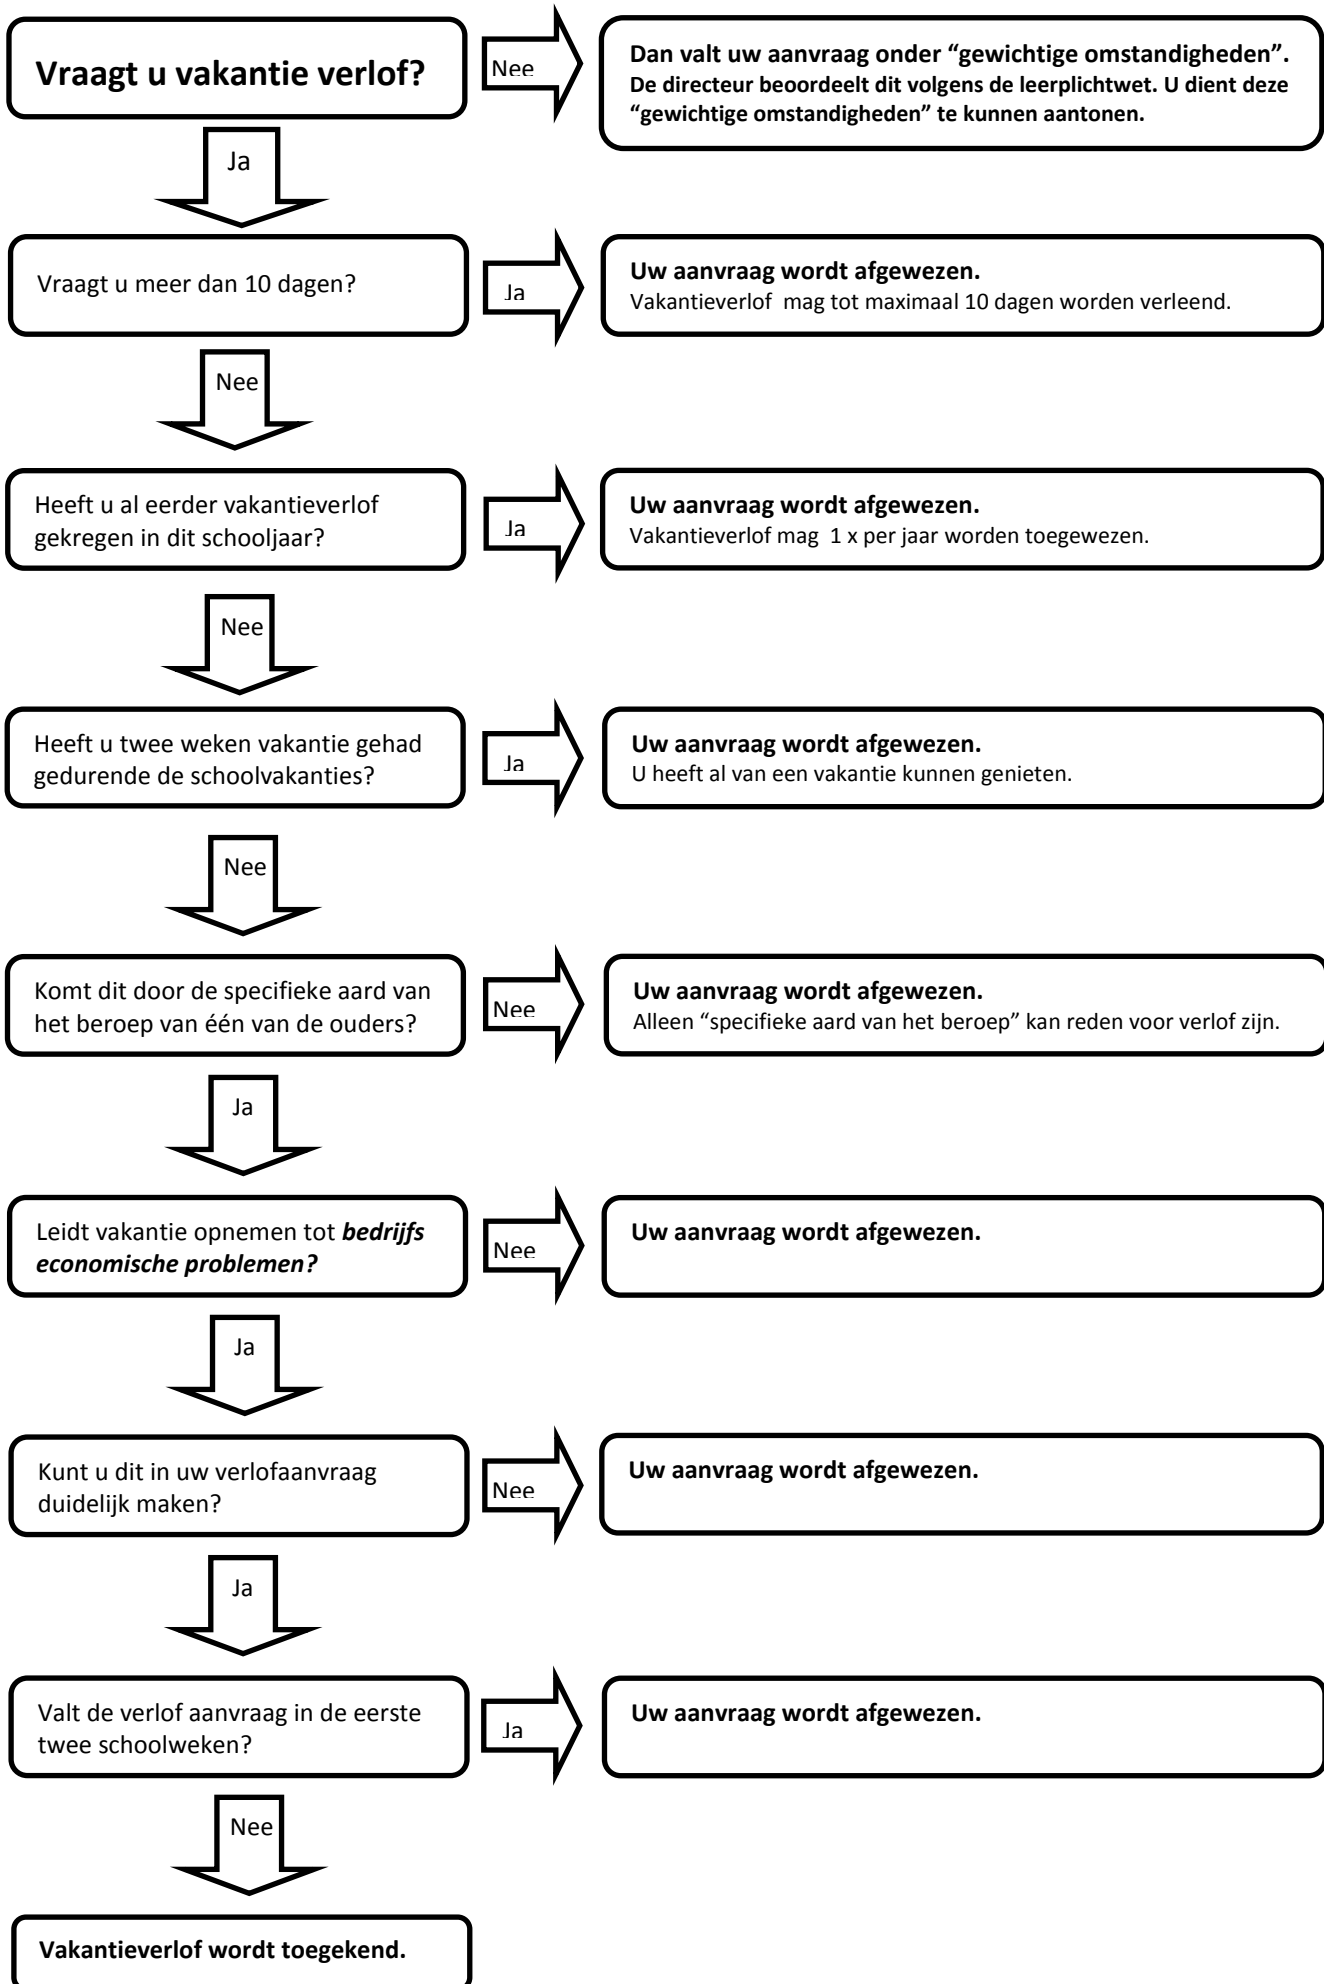 Vraagt u vakantie verlof?
Nee
Dan valt uw aanvraag onder “gewichtige omstandigheden”.
De directeur beoordeelt dit volgens de leerplichtwet. U dient deze
“gewichtige omstandigheden” te kunnen aantonen.
Ja
Vraagt u meer dan 10 dagen?
Ja
Uw aanvraag wordt afgewezen.
Vakantieverlof mag tot maximaal 10 dagen worden verleend.
Nee
Heeft u al eerder vakantieverlof
gekregen in dit schooljaar?
Ja
Uw aanvraag wordt afgewezen.
Vakantieverlof mag 1 x per jaar worden toegewezen.
Nee
Heeft u twee weken vakantie gehad
gedurende de schoolvakanties?
Ja
Uw aanvraag wordt afgewezen.
U heeft al van een vakantie kunnen genieten.
Nee
Komt dit door de specifieke aard van
het beroep van één van de ouders?
Nee
Uw aanvraag wordt afgewezen.
Alleen “specifieke aard van het beroep” kan reden voor verlof zijn.
Ja
Leidt vakantie opnemen tot bedrijfs
economische problemen?
Nee
Uw aanvraag wordt afgewezen.
Ja
Kunt u dit in uw verlofaanvraag
duidelijk maken?
Nee
Uw aanvraag wordt afgewezen.
Ja
Valt de verlof aanvraag in de eerste
twee schoolweken?
Ja
Uw aanvraag wordt afgewezen.
Nee
Vakantieverlof wordt toegekend.